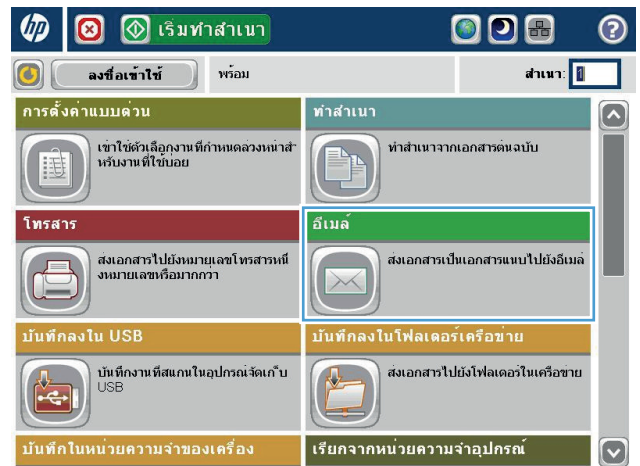 hp
เริ่มทำสำเนา
?
ลงชื่อเข้าใช้
พร้อม
สำเนา: 1
การตั้งค่าแบบด่วน
เข้าใช้ตัวเลือกงานที่กำหนดล่วงหน้าสำ
หรับงานที่ใช้บ่อย
ทำสำเนา
ทำสำเนาจากเอกสารต้นฉบับ
โทรสาร
ส่งเอกสารไปยังหมายเลขโทรสารหนึ่
งหมายเลขหรือมากกว่า
อีเมล์
ส่งเอกสารเป็นเอกสารแนบไปยังอีเมล
บันทึกลงใน USB
บันทึกงานที่สแกนในอุปกรณ์จัดเก็บ
USB
บันทึกลงในโฟลเดอร์เครือข่าย
ส่งเอกสารไปยังโฟลเดอร์ในเครือข่าย
บันทึกในหน่วยความจำของเครื่อง
เรียกจากหน่วยความจำอุปกรณ์